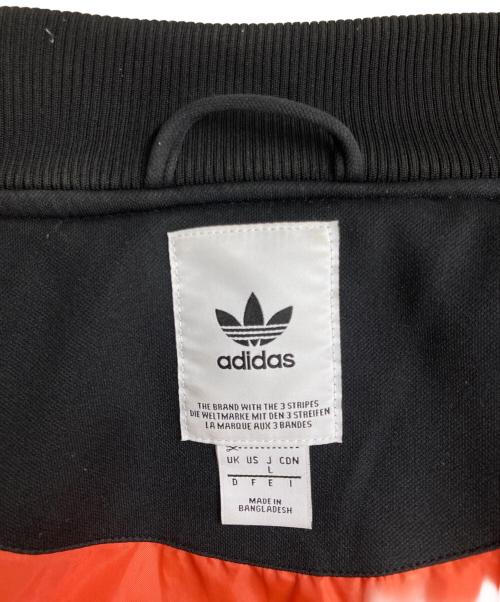 adidas
THE BRAND WITH THE 3 STRIPES
DIE WELTMARKE MIT DEN 3 STREIFEN
LA MARQUE AUX 3 BANDES
UK US J CDN
L
D F E I
MADE IN
BANGLADESH